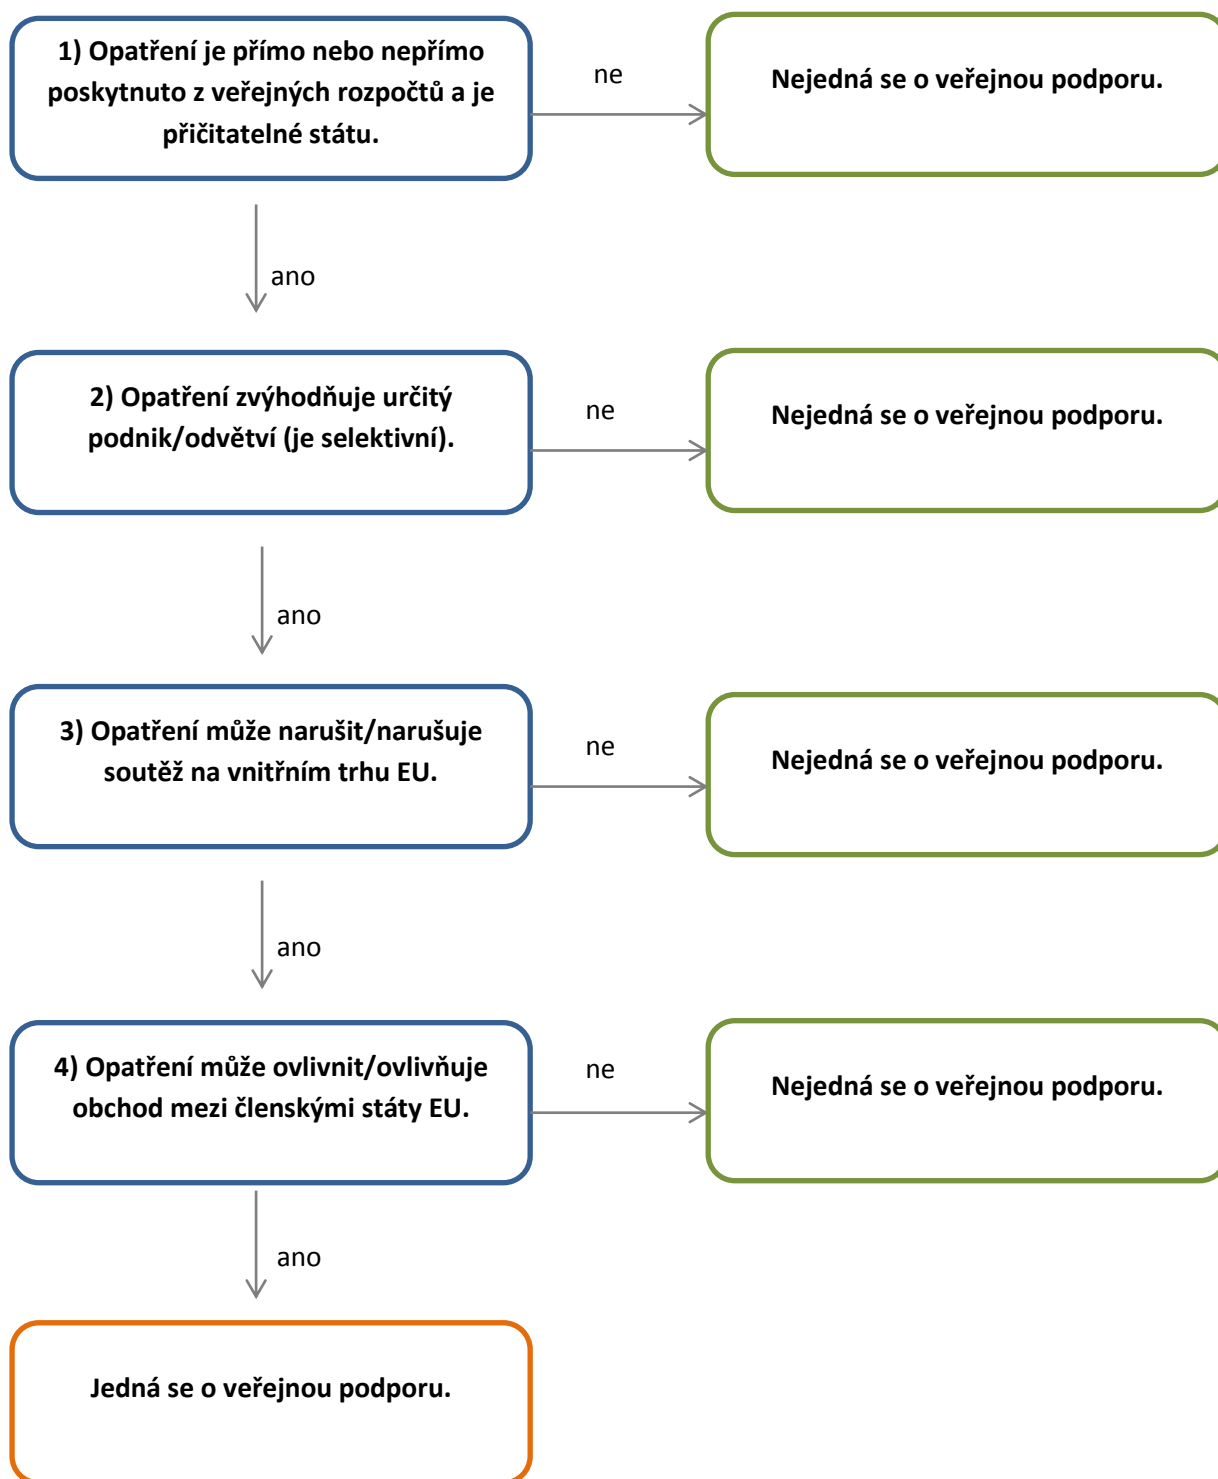 1) Opatření je přímo nebo nepřímo
poskytnuto z veřejných rozpočtů a je
přičitatelné státu.
ne
Nejedná se o veřejnou podporu.
ano
2) Opatření zvýhodňuje určitý
podnik/odvětví (je selektivní).
ne
Nejedná se o veřejnou podporu.
ano
3) Opatření může narušit/narušuje
soutěž na vnitřním trhu EU.
ne
Nejedná se o veřejnou podporu.
ano
4) Opatření může ovlivnit/ovlivňuje
obchod mezi členskými státy EU.
ne
Nejedná se o veřejnou podporu.
ano
Jedná se o veřejnou podporu.